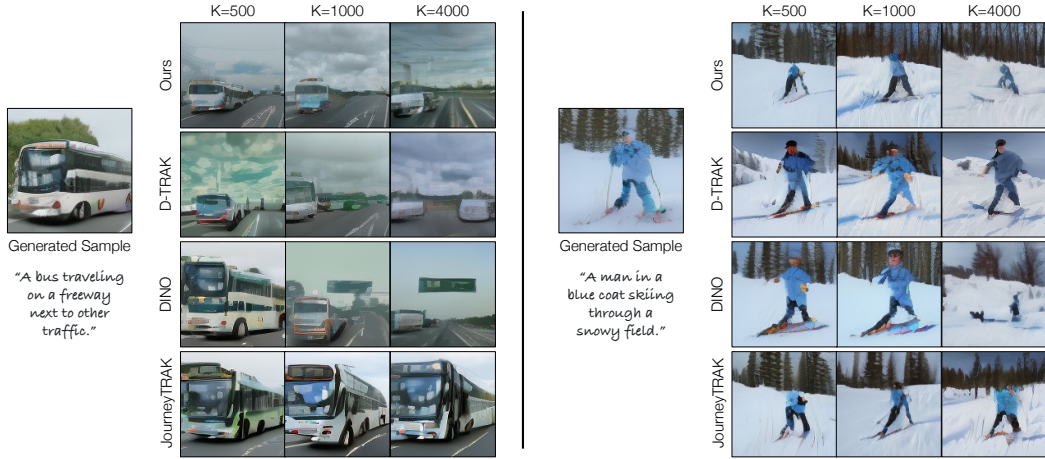 K=500 K=1000 K=4000
Ours
D-TRAK
DINO
JourneyTRAK
Generated Sample
"A bus traveling
on a freeway
next to other
traffic."
K=500 K=1000 K=4000
Ours
D-TRAK
DINO
JourneyTRAK
Generated Sample
"A man in a
blue coat skiing
through a
snowy field."